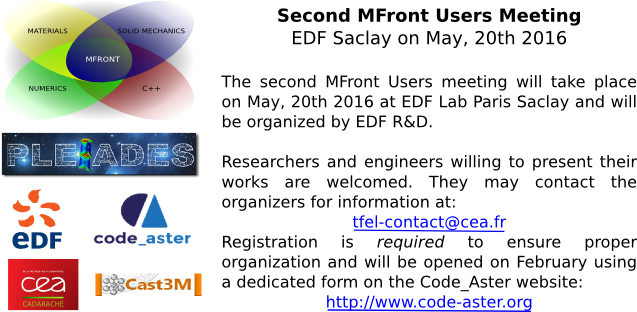 MATERIALS
SOLID MECHANICS
MFRONT
NUMERICS
C++
PLEIADES
eDF
code_aster
cea
CADARACHE
Cast3M
Second MFront Users Meeting
EDF Saclay on May, 20th 2016
The second MFront Users meeting will take place
on May, 20th 2016 at EDF Lab Paris Saclay and will
be organized by EDF R&D.
Researchers and engineers willing to present their
works are welcomed. They may contact the
organizers for information at:
tfel-contact@cea.fr
Registration is required to ensure proper
organization and will be opened on February using
a dedicated form on the Code_Aster website:
http://www.code-aster.org